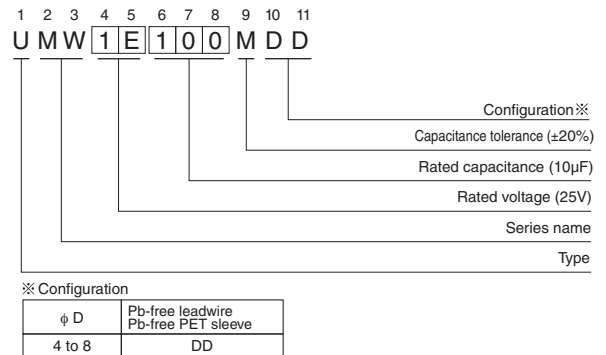 1 2 3 4 5 6 7 8 9 10 11
U M W 1 E 1 0 0 M D D
Configuration※
Capacitance tolerance (±20%)
Rated capacitance (10µF)
Rated voltage (25V)
Series name
Type
※ Configuration
ϕ D Pb-free leadwire
Pb-free PET sleeve
4 to 8 DD